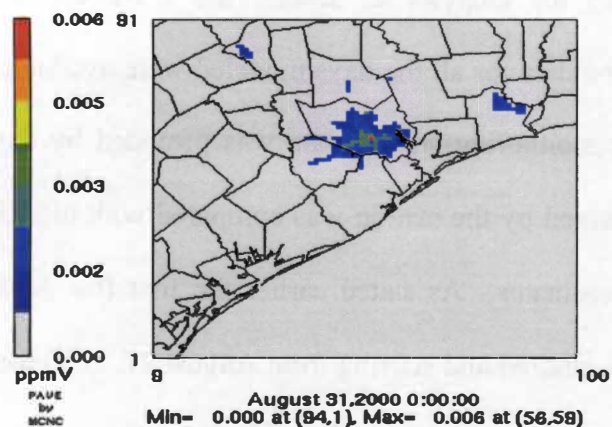 0.006 91
0.005
0.003
0.002
0.000 1
ppmV 9 100
PAVE
by
MCNC
August 31,2000 0:00:00
Min= 0.000 at (94,1), Max= 0.006 at (56,59)